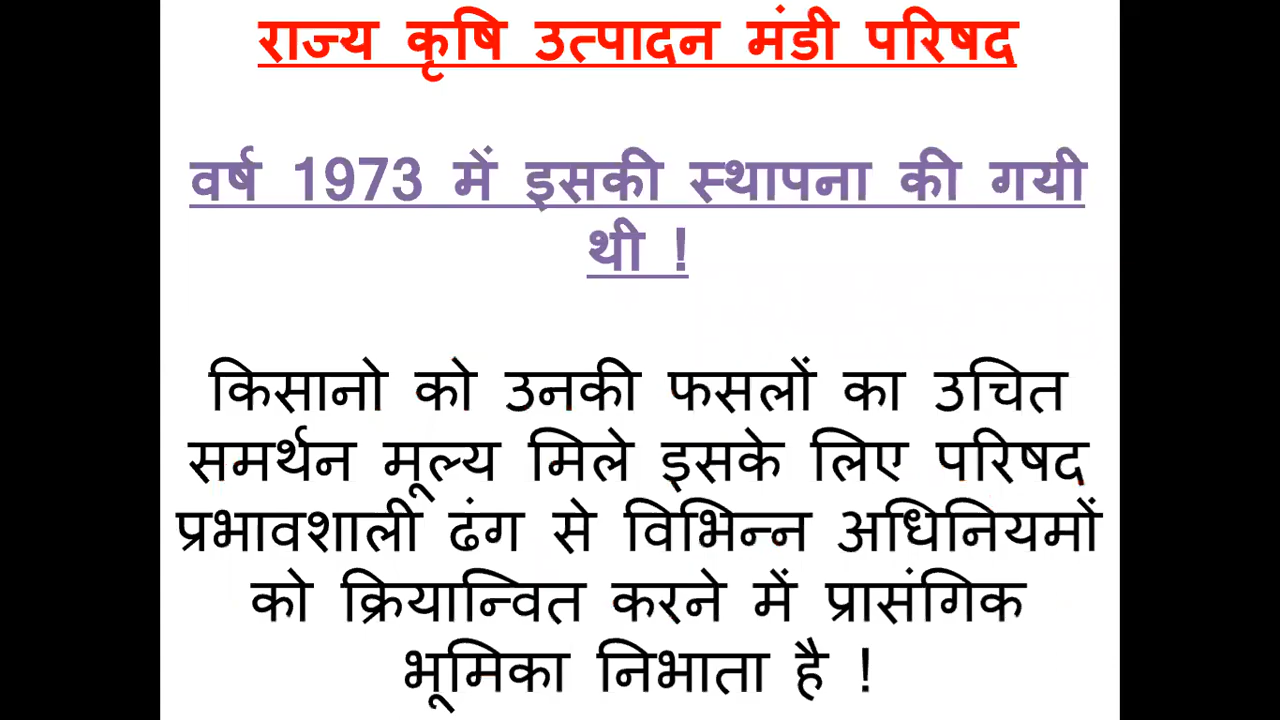 राज्य कृषि उत्पादन मंडी परिषद
वर्ष 1973 में इसकी स्थापना की गयी
थी !
किसानो को उनकी फसलों का उचित
समर्थन मूल्य मिले इसके लिए परिषद
प्रभावशाली ढंग से विभिन्न अधिनियमों
को क्रियान्वित करने में प्रासंगिक
भूमिका निभाता है !